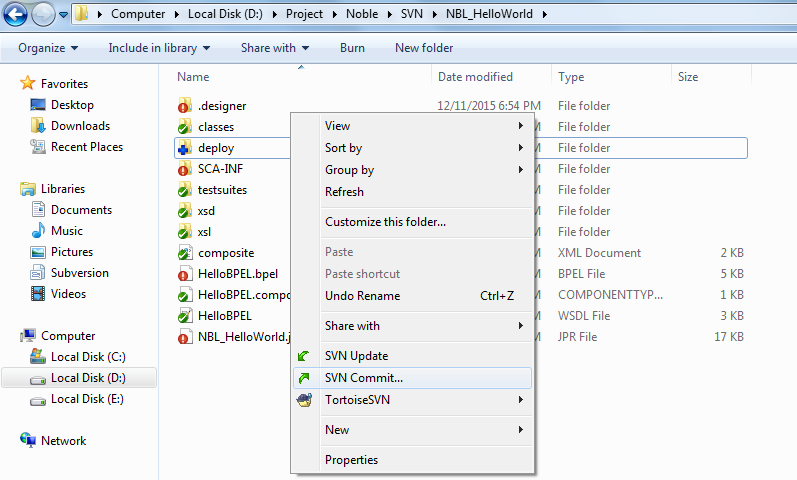 Computer Local Disk (D:) Project Noble SVN NBL_HelloWorld
Organize Include in library Share with Burn New folder
Favorites
Desktop
Downloads
Recent Places
Libraries
Documents
Music
Pictures
Subversion
Videos
Computer
Local Disk (C:)
Local Disk (D:)
Local Disk (E:)
Network
Name Date modified Type Size
.designer 12/11/2015 6:54 PM File folder
classes File folder
deploy File folder
SCA-INF File folder
testsuites File folder
xsd File folder
xsl File folder
composite XML Document 2 KB
HelloBPEL.bpel BPEL File 5 KB
HelloBPEL.compo COMPONENTTYP... 1 KB
HelloBPEL WSDL File 3 KB
NBL_HelloWorld.j JPR File 17 KB
View
Sort by
Group by
Refresh
Customize this folder...
Paste
Paste shortcut
Undo Rename Ctrl+Z
Share with
SVN Update
SVN Commit...
TortoiseSVN
New
Properties